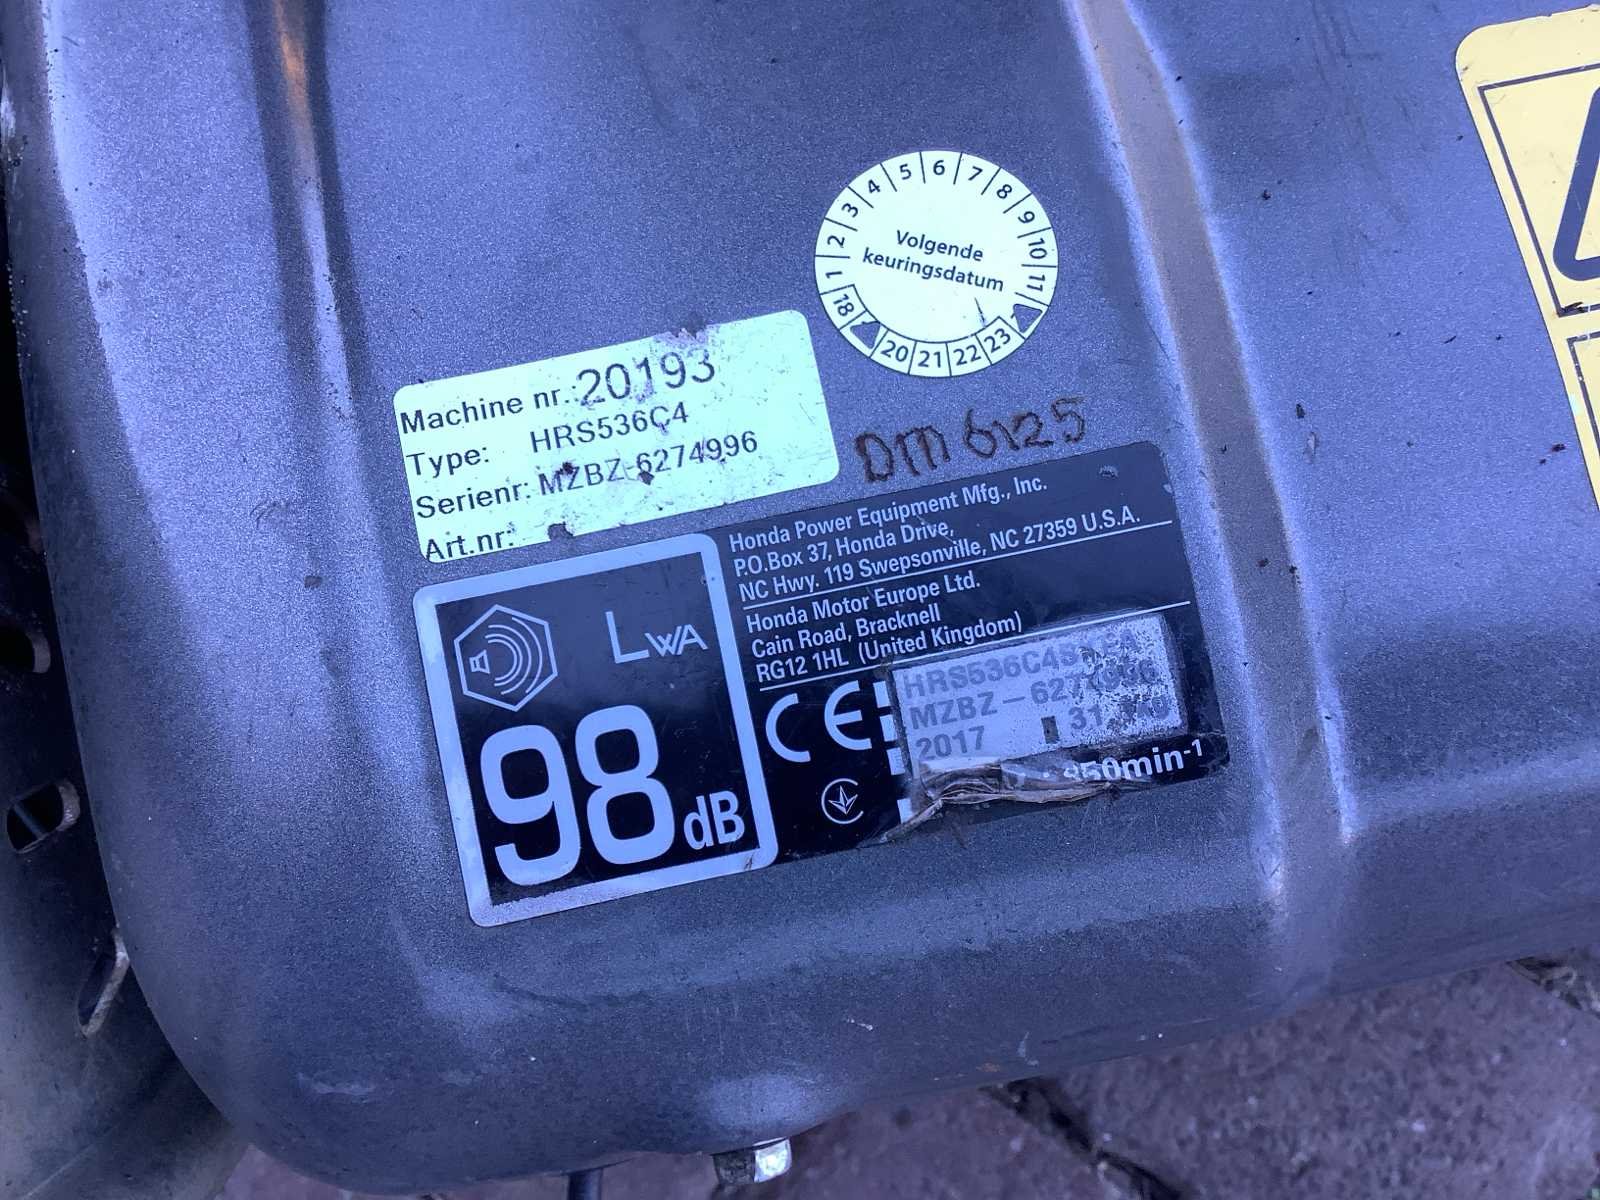 1 2 3 4 5 6 7 8 9 10 11
Volgende
keuringsdatum
18 20 21 22 23
Machine nr.: 20193
Type: HRS536C4
Serienr: MZBZ-6274996
Art.nr:
DM 6125
Honda Power Equipment Mfg., Inc.
P.O.Box 37, Honda Drive,
NC Hwy. 119 Swepsonville, NC 27359 U.S.A.
Honda Motor Europe Ltd.
Cain Road, Bracknell
RG12 1HL (United Kingdom)
LWA
98 dB
CE
MZBZ-6274996
2017
850min-1